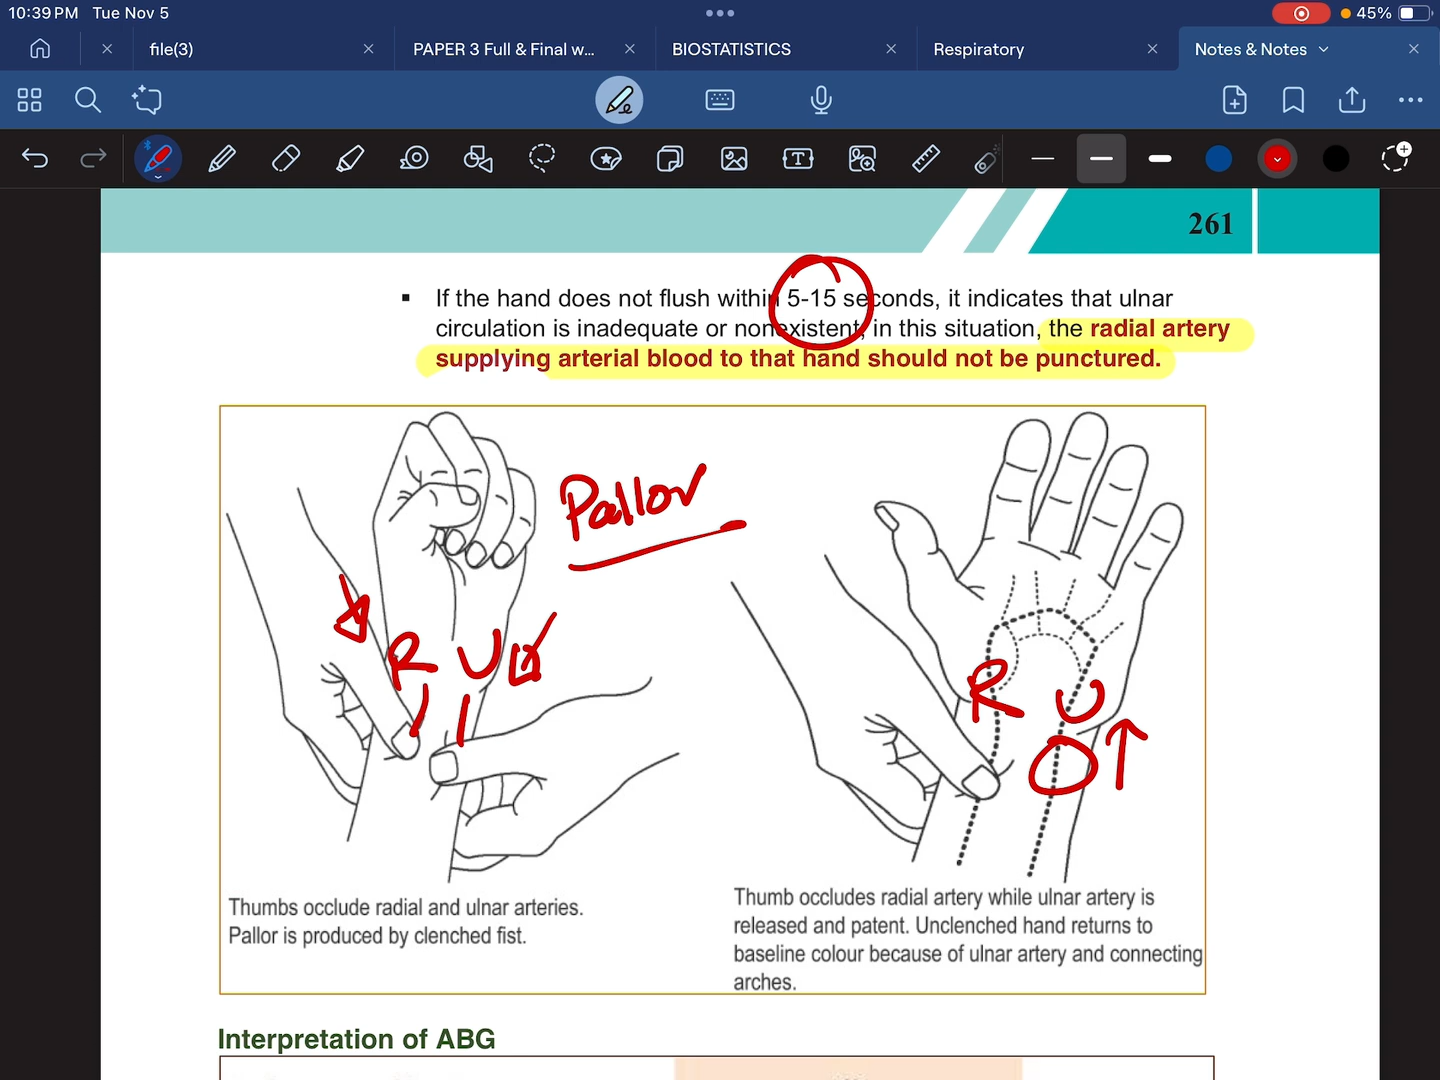 10:39 PM Tue Nov 5
45%
file(3)
PAPER 3 Full & Final w...
BIOSTATISTICS
Respiratory
Notes & Notes
261
▪ If the hand does not flush within 5-15 seconds, it indicates that ulnar
circulation is inadequate or nonexistent, in this situation, the radial artery
supplying arterial blood to that hand should not be punctured.
Pallor
R U
R U
Thumbs occlude radial and ulnar arteries.
Pallor is produced by clenched fist.
Thumb occludes radial artery while ulnar artery is
released and patent. Unclenched hand returns to
baseline colour because of ulnar artery and connecting
arches.
Interpretation of ABG